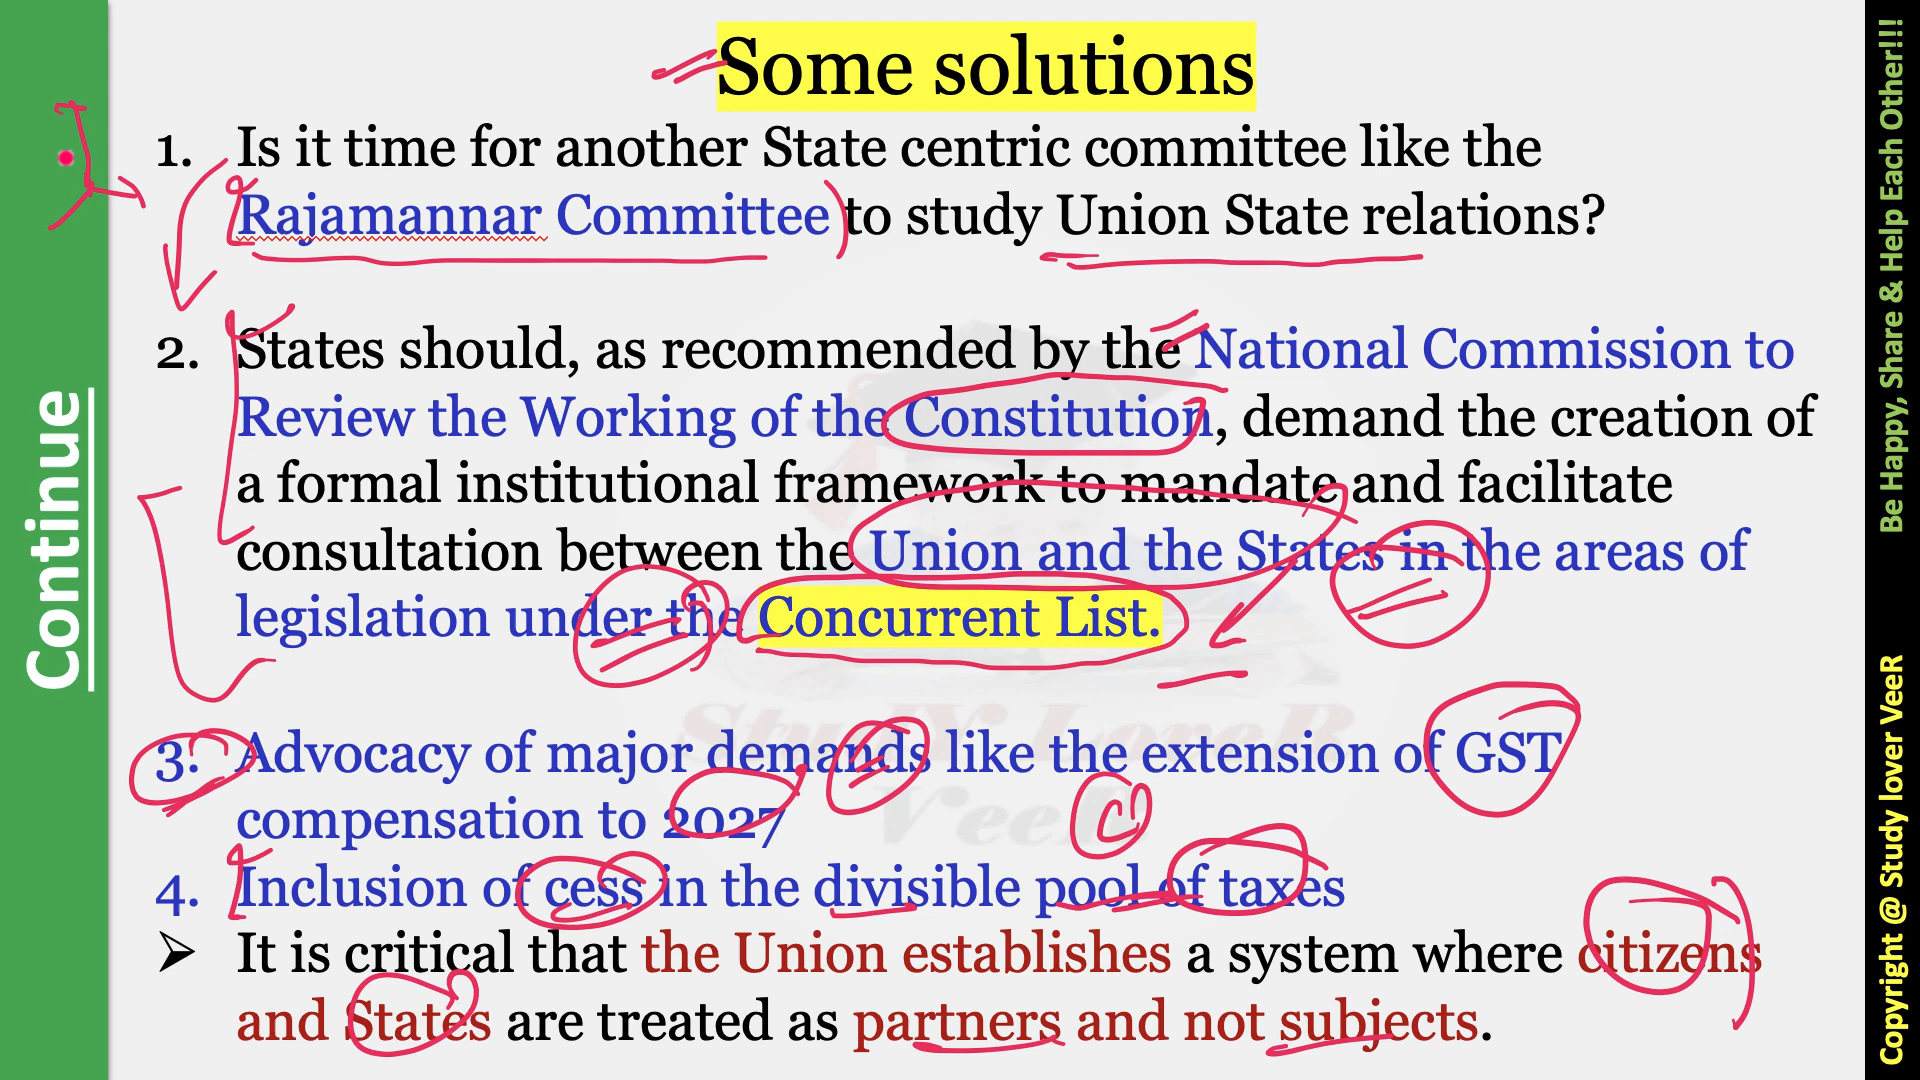 Some solutions
1. Is it time for another State centric committee like the
Rajamannar Committee to study Union State relations?
2. States should, as recommended by the National Commission to
Review the Working of the Constitution, demand the creation of
a formal institutional framework to mandate and facilitate
consultation between the Union and the States in the areas of
legislation under the Concurrent List.
3. Advocacy of major demands like the extension of GST
compensation to 2027
4. Inclusion of cess in the divisible pool of taxes
➢ It is critical that the Union establishes a system where citizens
and States are treated as partners and not subjects.
Continue
Be Happy, Share & Help Each Other!!!
Copyright @ Study lover VeeR
StudY LoveR
VeeR